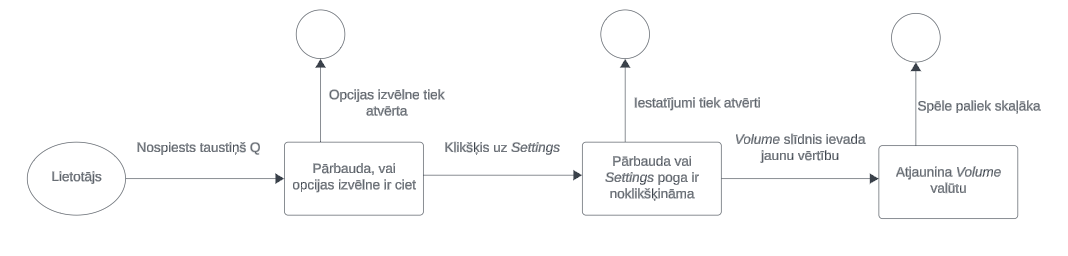 Opcijas izvēlne tiek
atvērta
Iestatījumi tiek atvērti
Spēle paliek skaļāka
Lietotājs
Nospiests taustiņš Q
Pārbauda, vai
opcijas izvēlne ir ciet
Klikšķis uz Settings
Pārbauda vai
Settings poga ir
noklikšķināma
Volume slīdnis ievada
jaunu vērtību
Atjaunina Volume
valūtu